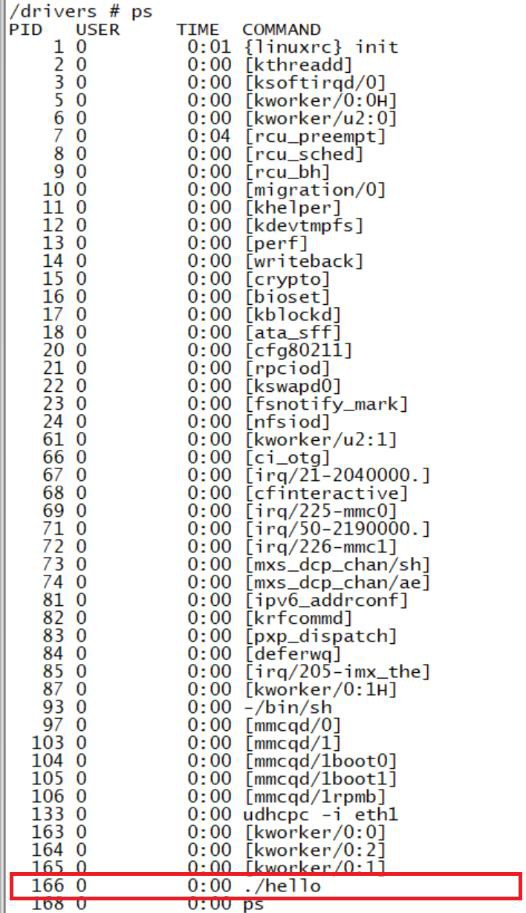 /drivers # ps
PID USER TIME COMMAND
1 0 0:01 {linuxrc} init
2 0 0:00 [kthreadd]
3 0 0:00 [ksoftirqd/0]
5 0 0:00 [kworker/0:0H]
6 0 0:00 [kworker/u2:0]
7 0 0:04 [rcu_preempt]
8 0 0:00 [rcu_sched]
9 0 0:00 [rcu_bh]
10 0 0:00 [migration/0]
11 0 0:00 [khelper]
12 0 0:00 [kdevtmpfs]
13 0 0:00 [perf]
14 0 0:00 [writeback]
15 0 0:00 [crypto]
16 0 0:00 [bioset]
17 0 0:00 [kblockd]
18 0 0:00 [ata_sff]
20 0 0:00 [cfg80211]
21 0 0:00 [rpciod]
22 0 0:00 [kswapd0]
23 0 0:00 [fsnotify_mark]
24 0 0:00 [nfsiod]
61 0 0:00 [kworker/u2:1]
66 0 0:00 [ci_otg]
67 0 0:00 [irq/21-2040000.]
68 0 0:00 [cfinteractive]
69 0 0:00 [irq/225-mmc0]
71 0 0:00 [irq/50-2190000.]
72 0 0:00 [irq/226-mmc1]
73 0 0:00 [mxs_dcp_chan/sh]
74 0 0:00 [mxs_dcp_chan/ae]
81 0 0:00 [ipv6_addrconf]
82 0 0:00 [krfcommd]
83 0 0:00 [pxp_dispatch]
84 0 0:00 [deferwq]
85 0 0:00 [irq/205-imx_the]
87 0 0:00 [kworker/0:1H]
93 0 0:00 -/bin/sh
97 0 0:00 [mmcqd/0]
103 0 0:00 [mmcqd/1]
104 0 0:00 [mmcqd/1boot0]
105 0 0:00 [mmcqd/1boot1]
106 0 0:00 [mmcqd/1rpmb]
133 0 0:00 udhcpc -i eth1
163 0 0:00 [kworker/0:0]
164 0 0:00 [kworker/0:2]
165 0 0:00 [kworker/0:1]
166 0 0:00 ./hello
168 0 0:00 ps